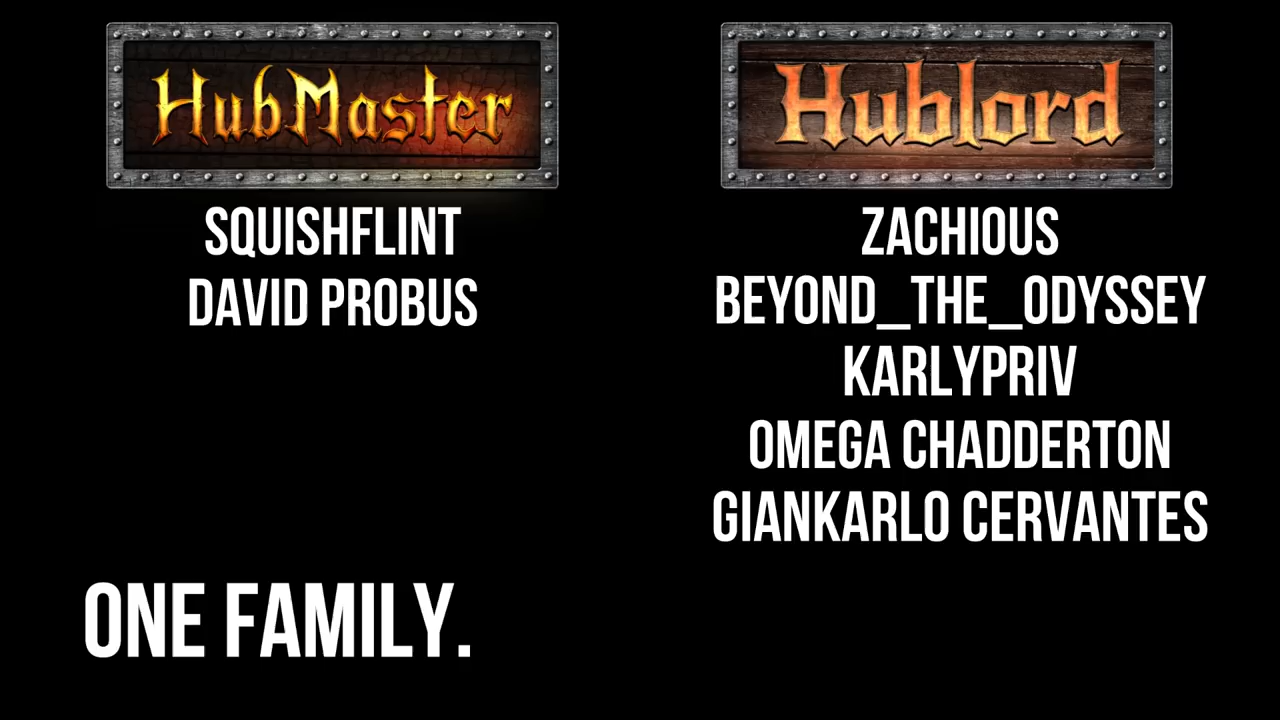 HubMaster
SQUISHFLINT
DAVID PROBUS
Hublord
ZACHIOUS
BEYOND_THE_ODYSSEY
KARLYPRIV
OMEGA CHADDERTON
GIANKARLO CERVANTES
ONE FAMILY.